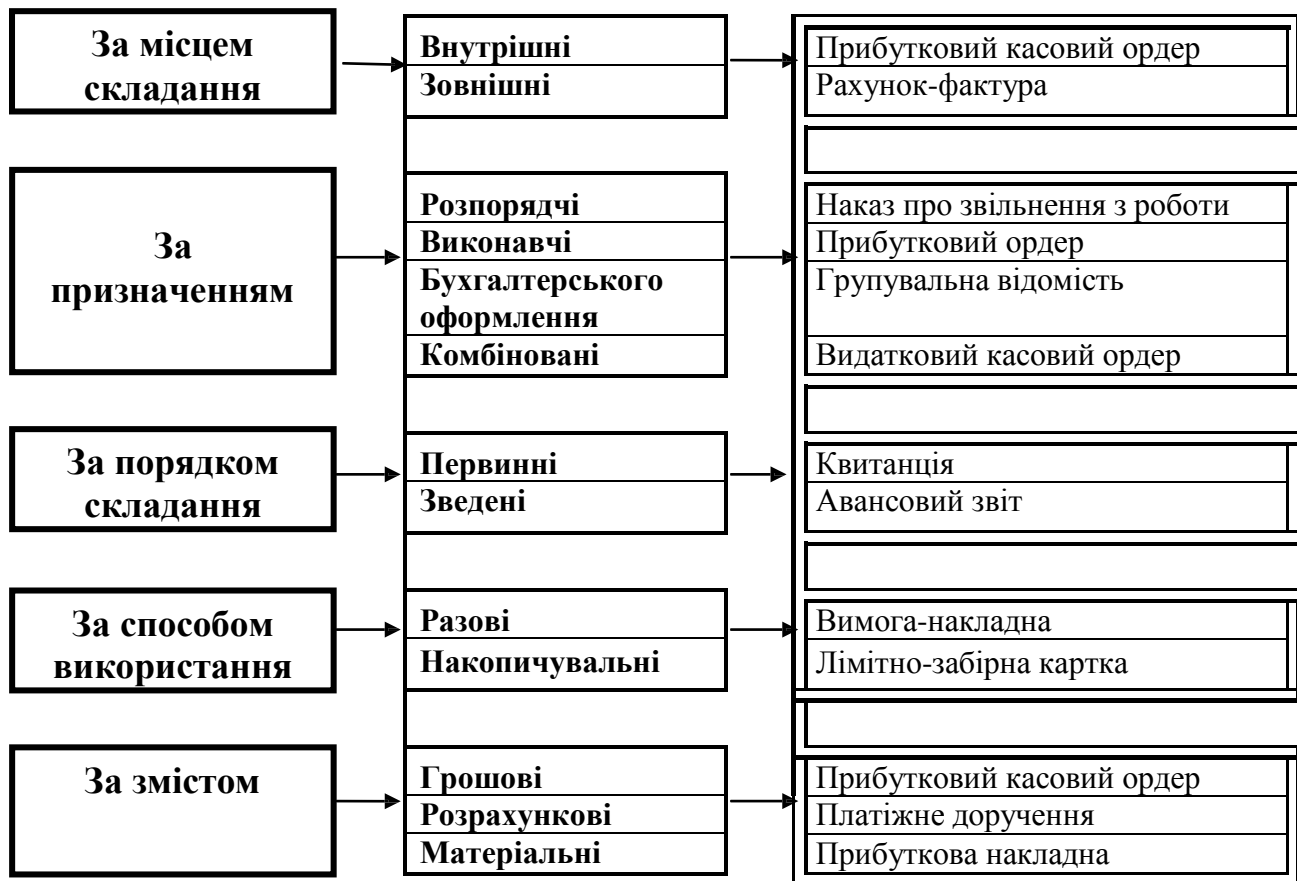 За місцем
складання
Внутрішні
Зовнішні
Прибутковий касовий ордер
Рахунок-фактура
За
призначенням
Розпорядчі
Виконавчі
Бухгалтерського
оформлення
Комбіновані
Наказ про звільнення з роботи
Прибутковий ордер
Групувальна відомість
Видатковий касовий ордер
За порядком
складання
Первинні
Зведені
Квитанція
Авансовий звіт
За способом
використання
Разові
Накопичувальні
Вимога-накладна
Лімітно-забірна картка
За змістом
Грошові
Розрахункові
Матеріальні
Прибутковий касовий ордер
Платіжне доручення
Прибуткова накладна